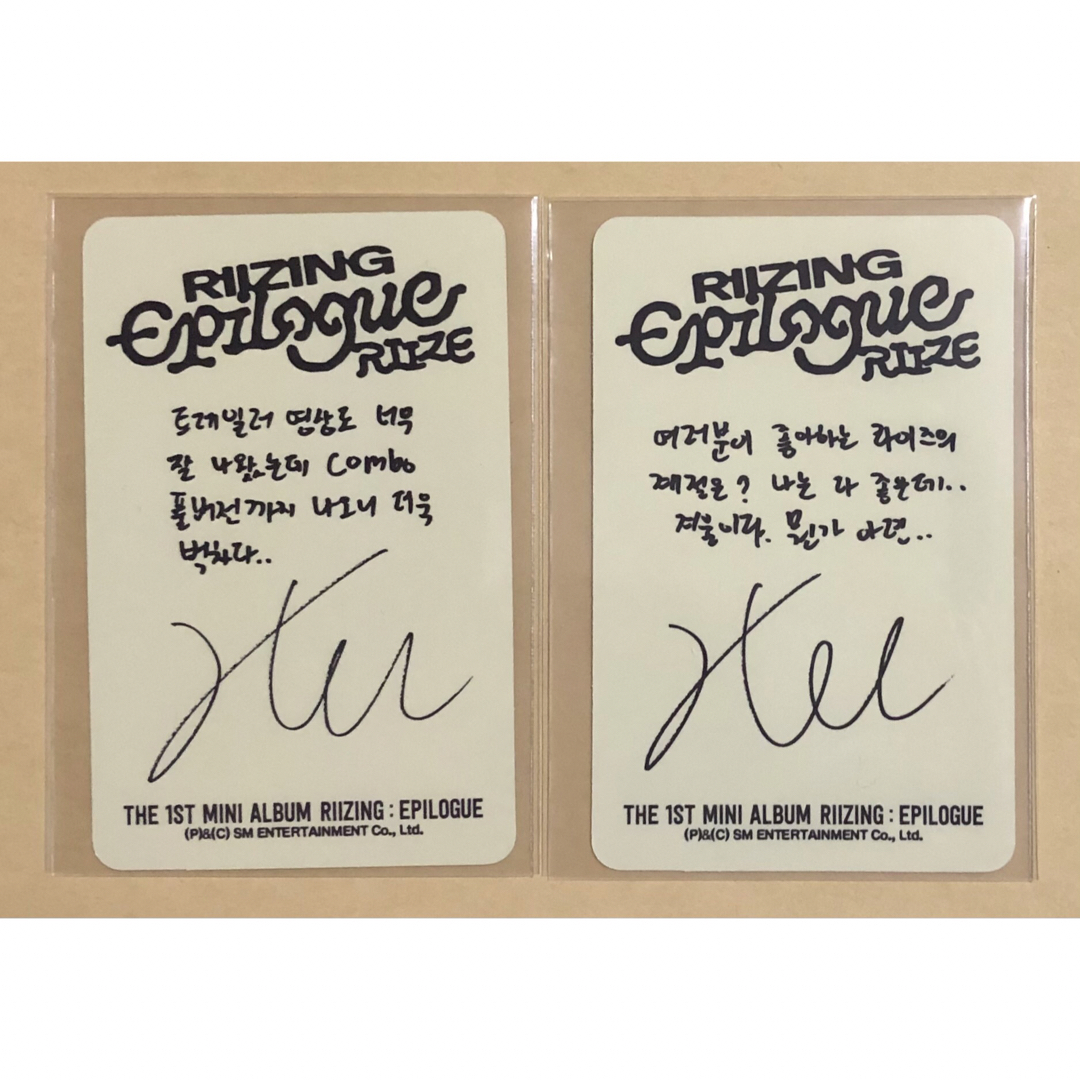 RIIZING
EPILOGUE
RIIZE
트레일러 영상도 너무
잘 나왔는데 Combo
풀버전까지 나오니 더욱
벅차다..
THE 1ST MINI ALBUM RIIZING : EPILOGUE
(P)&(C) SM ENTERTAINMENT Co., Ltd.
RIIZING
EPILOGUE
RIIZE
여러분이 좋아하는 라이즈의
계절은? 나는 다 좋은데..
겨울이다. 뭔가 아련..
THE 1ST MINI ALBUM RIIZING : EPILOGUE
(P)&(C) SM ENTERTAINMENT Co., Ltd.